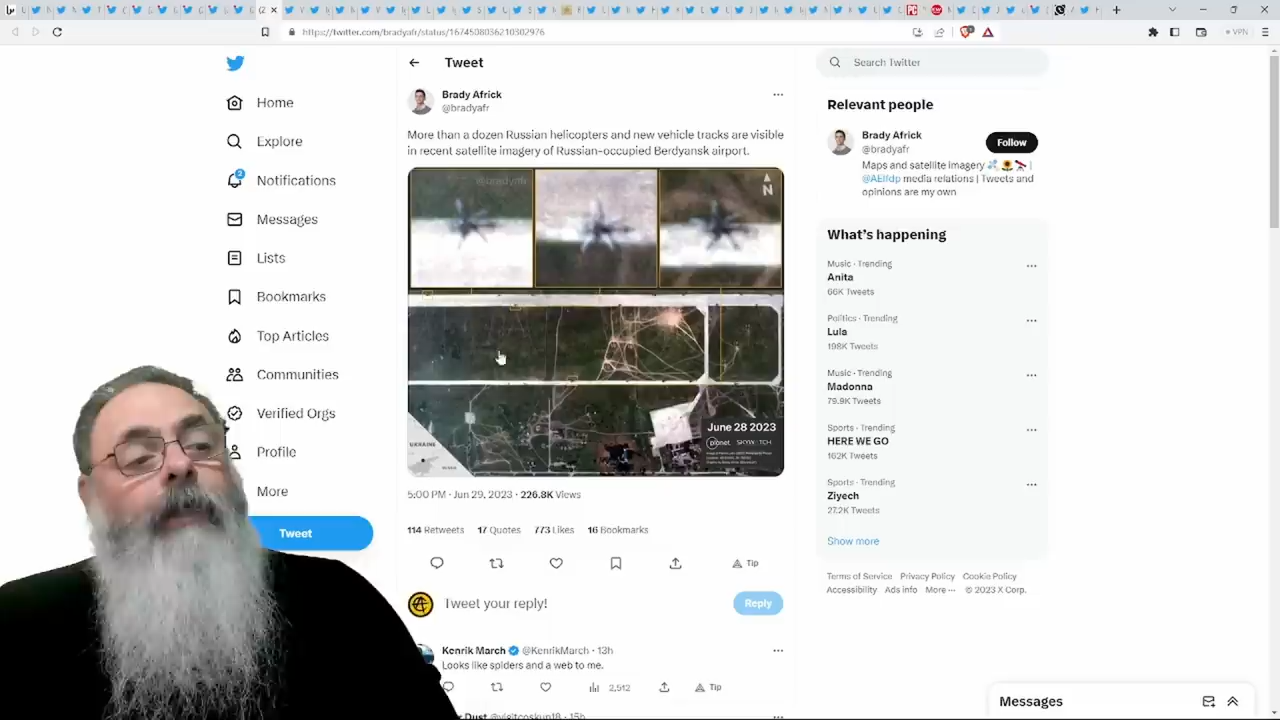 https://twitter.com/bradyafr/status/1674508036210302976
VPN
Home
Explore
2
Notifications
Messages
Lists
Bookmarks
Top Articles
Communities
Verified Orgs
Profile
More
Tweet
Tweet
Brady Africk
@bradyafr
More than a dozen Russian helicopters and new vehicle tracks are visible
in recent satellite imagery of Russian-occupied Berdyansk airport.
@bradyafr
N
June 28 2023
planet
UKRAINE
5:00 PM · Jun 29, 2023 · 226.8K Views
114 Retweets 17 Quotes 773 Likes 16 Bookmarks
Tip
Tweet your reply!
Reply
Kenrik March @KenrikMarch · 13h
Looks like spiders and a web to me.
2,512
Tip
Dust
Search Twitter
Relevant people
Brady Africk
@bradyafr
Follow
Maps and satellite imagery |
@AEIfdp media relations | Tweets and
opinions are my own
What's happening
Music · Trending
Anita
66K Tweets
Politics · Trending
Lula
198K Tweets
Music · Trending
Madonna
79.9K Tweets
Sports · Trending
HERE WE GO
162K Tweets
Sports · Trending
Ziyech
27.2K Tweets
Show more
Terms of Service Privacy Policy Cookie Policy
Accessibility Ads info More ··· © 2023 X Corp.
Messages